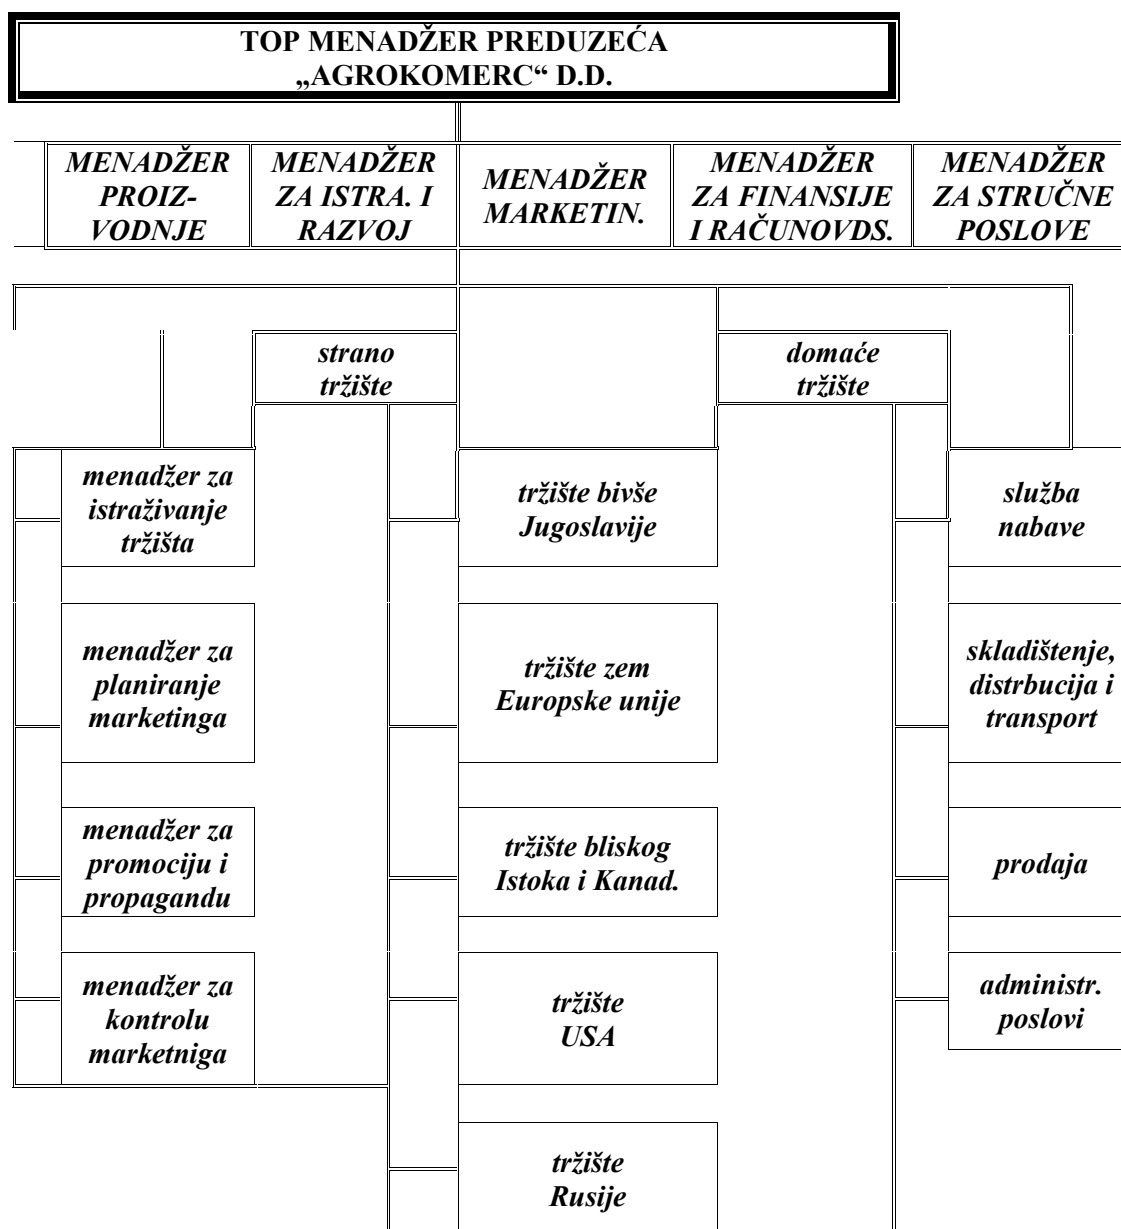 TOP MENADŽER PREDUZEĆA
„AGROKOMERC“ D.D.
MENADŽER
PROIZ-
VODNJE
MENADŽER
ZA ISTRA. I
RAZVOJ
MENADŽER
MARKETIN.
MENADŽER
ZA FINANSIJE
I RAČUNOVDS.
MENADŽER
ZA STRUČNE
POSLOVE
strano
tržište
domaće
tržište
menadžer za
istraživanje
tržišta
tržište bivše
Jugoslavije
služba
nabave
menadžer za
planiranje
marketinga
tržište zem
Europske unije
skladištenje,
distrbucija i
transport
menadžer za
promociju i
propagandu
tržište bliskog
Istoka i Kanad.
prodaja
menadžer za
kontrolu
marketniga
tržište
USA
administr.
poslovi
tržište
Rusije